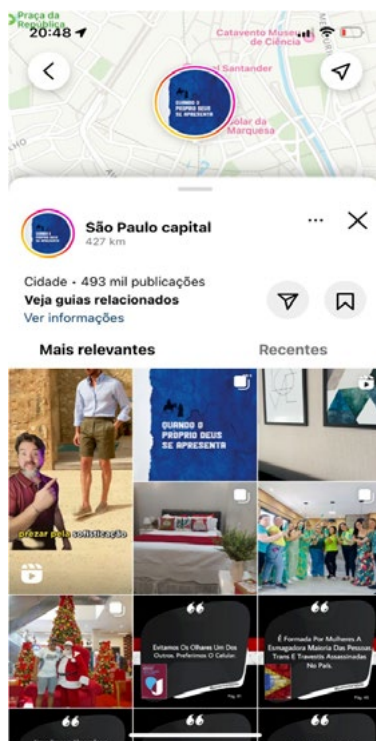 Praça da
República
20:48
Catavento Museu
de Ciência
Santander
Solar da
Marquesa
QUANDO O
PRÓPRIO DEUS
SE APRESENTA
São Paulo capital
427 km
Cidade • 493 mil publicações
Veja guias relacionados
Ver informações
Mais relevantes
Recentes
QUANDO O
PRÓPRIO DEUS
SE APRESENTA
prezar pela sofisticação
Evitamos Os Olhares Um Dos
Outros. Preferimos O Celular.
É Formada Por Mulheres A
Esmagadora Maioria Das Pessoas
Trans E Travestis Assassinadas
No País.